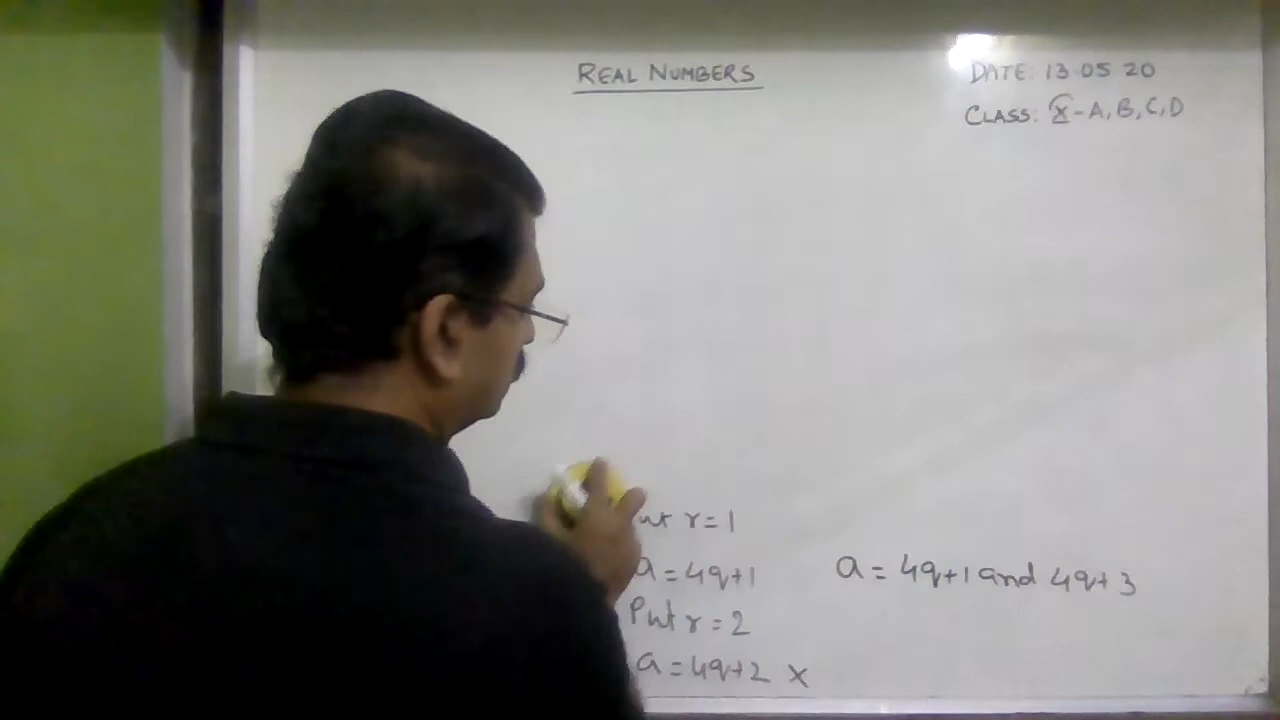 REAL NUMBERS
DATE: 13.05 20
CLASS: X - A, B, C, D
r = 1
a = 4q+1
a = 4q+1 and 4q+3
Put r = 2
a = 4q+2 ×